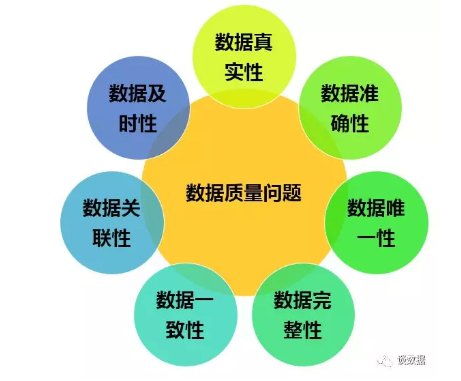 数据真
实性
数据及
时性
数据准
确性
数据质量问题
数据关
联性
数据唯
一性
数据一
致性
数据完
整性
谈数据